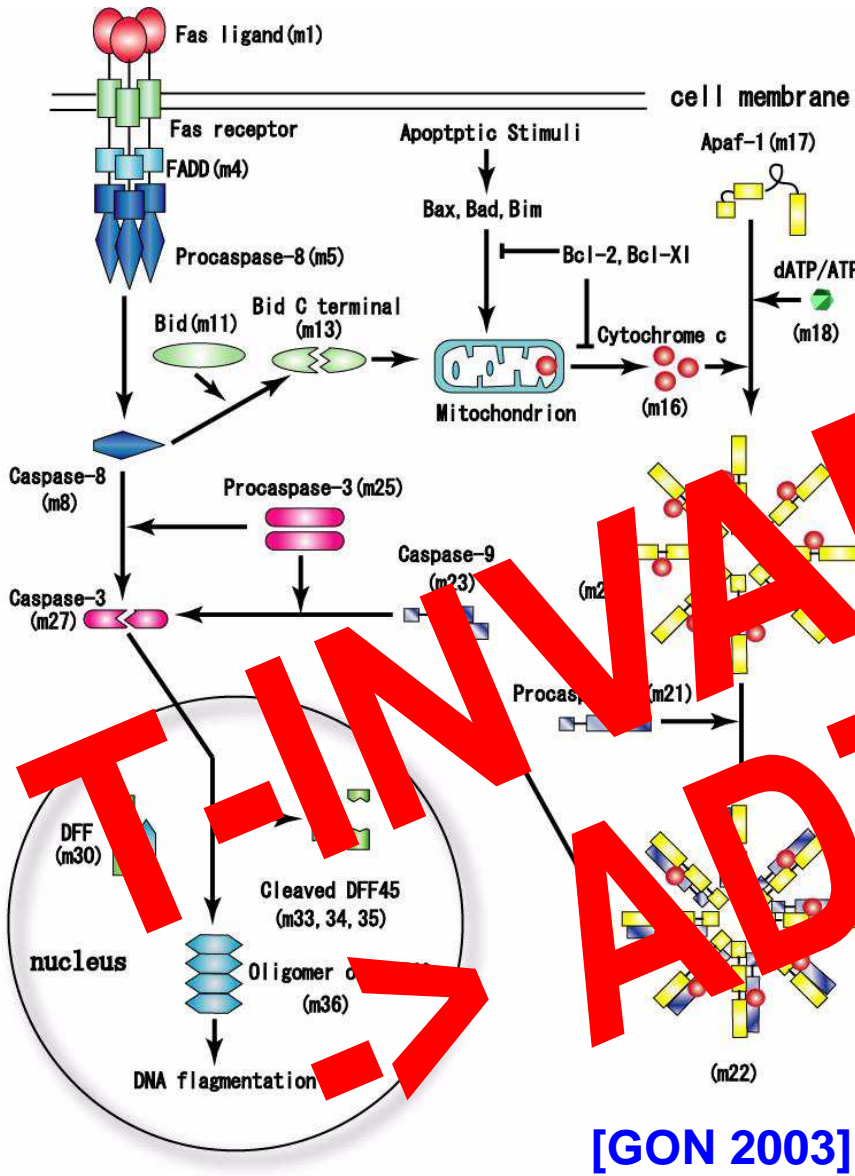 Fas ligand(m1)
cell membrane
Fas receptor
FADD(m4)
Apoptptic Stimuli
Apaf-1(m17)
Bax, Bad, Bim
Procaspase-8(m5)
Bcl-2, Bcl-Xl
dATP/ATP
(m18)
Bid(m11)
Bid C terminal
(m13)
Cytochrome c
(m16)
Mitochondrion
Caspase-8
(m8)
Procaspase-3(m25)
Caspase-9
(m23)
Caspase-3
(m27)
(m21)
T-INVA
-> AD
DFF
(m30)
Cleaved DFF45
(m33, 34, 35)
nucleus
Oligomer
(m36)
DNA flagmentation
(m22)
[GON 2003]